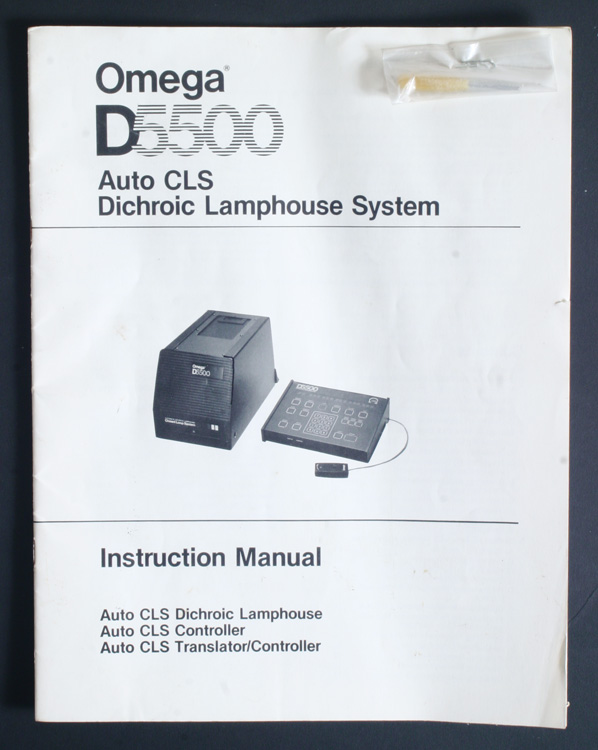 Omega®
D5500
Auto CLS
Dichroic Lamphouse System
Omega
D5500
D5500
Instruction Manual
Auto CLS Dichroic Lamphouse
Auto CLS Controller
Auto CLS Translator/Controller